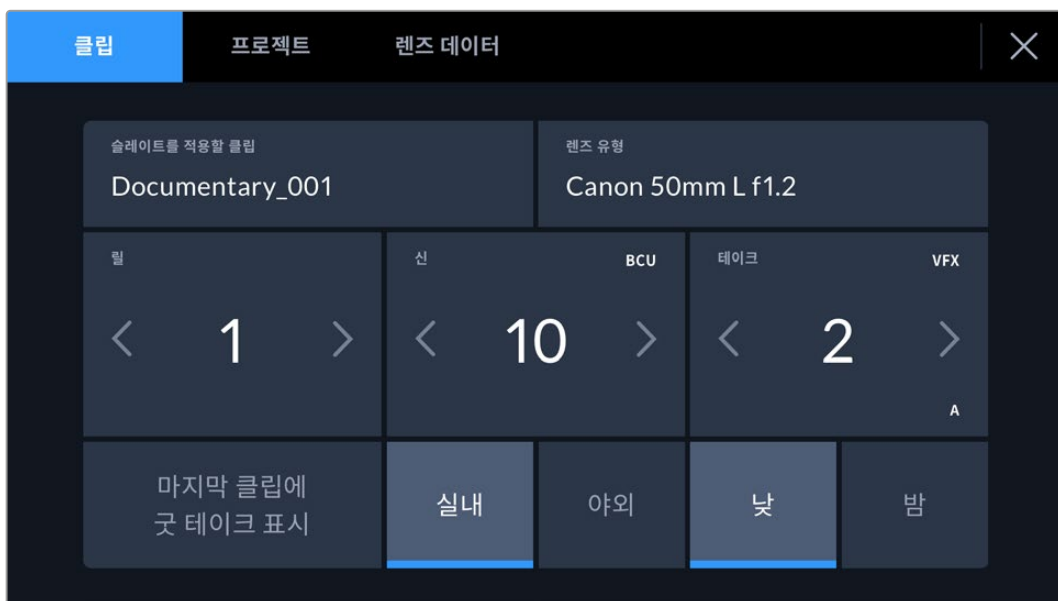 클립 프로젝트 렌즈 데이터
슬레이트를 적용할 클립
Documentary_001
렌즈 유형
Canon 50mm L f1.2
릴
1
신 BCU
10
테이크 VFX
2
A
마지막 클립에
굿 테이크 표시
실내
야외
낮
밤